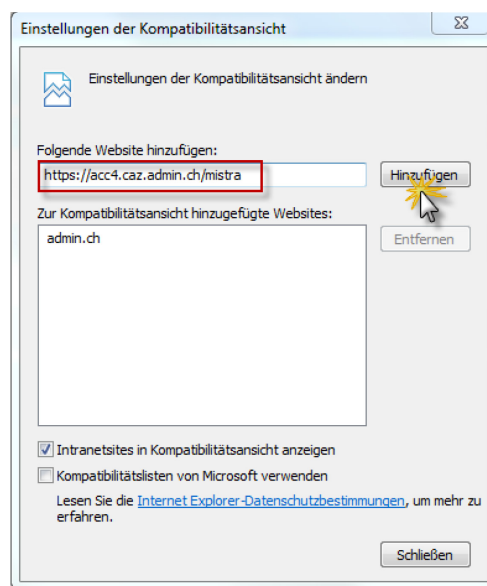 Einstellungen der Kompatibilitätsansicht
Einstellungen der Kompatibilitätsansicht ändern
Folgende Website hinzufügen:
https://acc4.caz.admin.ch/mistra
Hinzufügen
Zur Kompatibilitätsansicht hinzugefügte Websites:
admin.ch
Entfernen
Intranetsites in Kompatibilitätsansicht anzeigen
Kompatibilitätslisten von Microsoft verwenden
Lesen Sie die Internet Explorer-Datenschutzbestimmungen, um mehr zu
erfahren.
Schließen